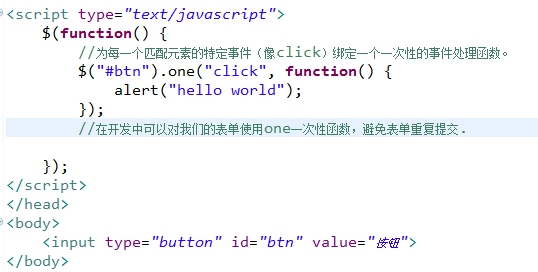 <script type="text/javascript">
$(function() {
//为每一个匹配元素的特定事件（像click）绑定一个一次性的事件处理函数。
$("#btn").one("click", function() {
alert("hello world");
});
//在开发中可以对我们的表单使用one一次性函数，避免表单重复提交.
});
</script>
</head>
<body>
<input type="button" id="btn" value="按钮">
</body>